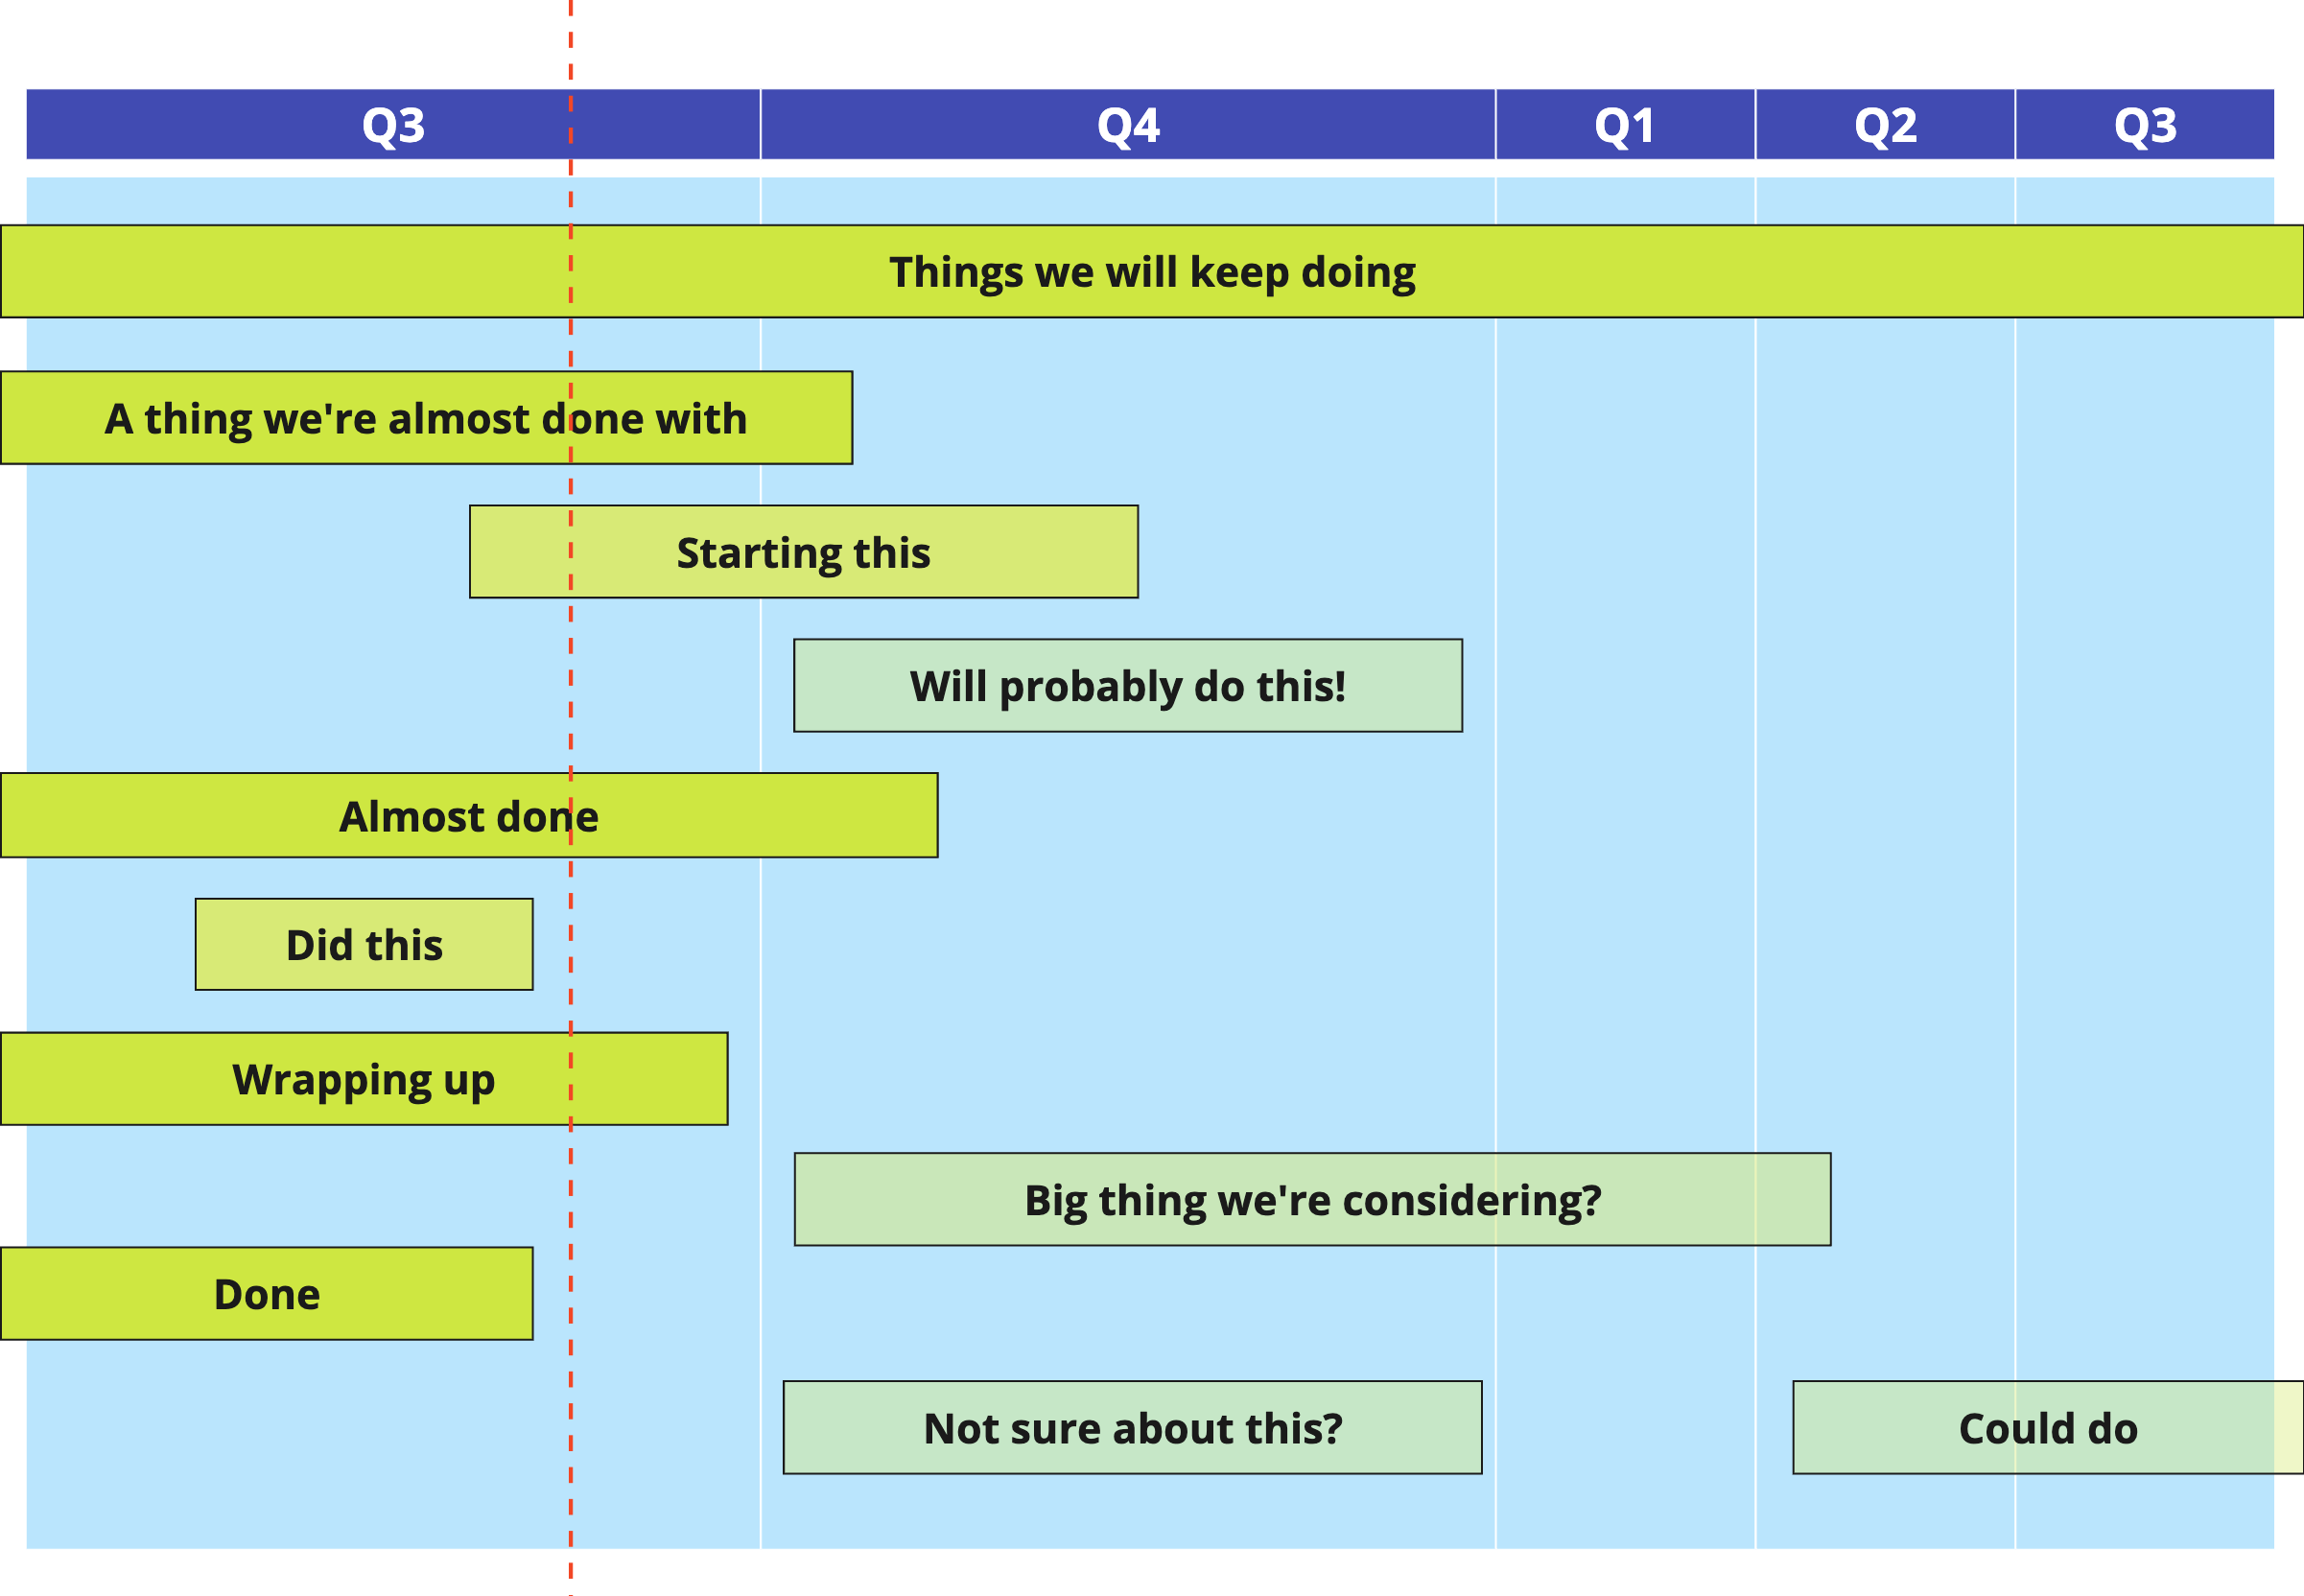 Q3 Q4 Q1 Q2 Q3
Things we will keep doing
A thing we're almost done with
Starting this
Will probably do this!
Almost done
Did this
Wrapping up
Big thing we're considering?
Done
Not sure about this? Could do